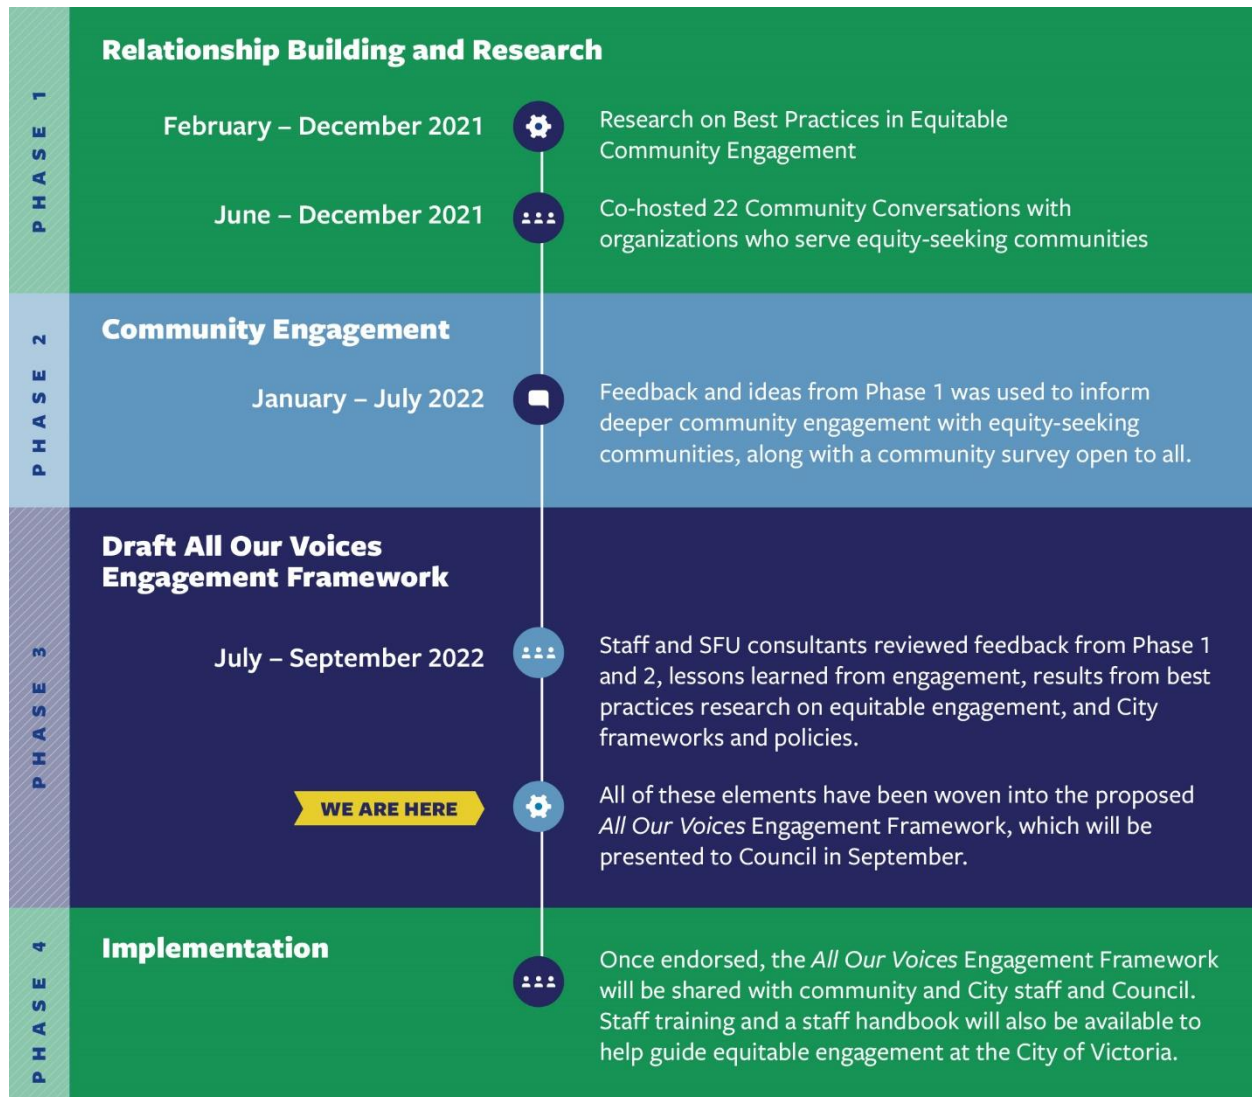 PHASE 1
Relationship Building and Research
February – December 2021
Research on Best Practices in Equitable
Community Engagement
June – December 2021
Co-hosted 22 Community Conversations with
organizations who serve equity-seeking communities
PHASE 2
Community Engagement
January – July 2022
Feedback and ideas from Phase 1 was used to inform
deeper community engagement with equity-seeking
communities, along with a community survey open to all.
PHASE 3
Draft All Our Voices
Engagement Framework
July – September 2022
Staff and SFU consultants reviewed feedback from Phase 1
and 2, lessons learned from engagement, results from best
practices research on equitable engagement, and City
frameworks and policies.
WE ARE HERE
All of these elements have been woven into the proposed
All Our Voices Engagement Framework, which will be
presented to Council in September.
PHASE 4
Implementation
Once endorsed, the All Our Voices Engagement Framework
will be shared with community and City staff and Council.
Staff training and a staff handbook will also be available to
help guide equitable engagement at the City of Victoria.